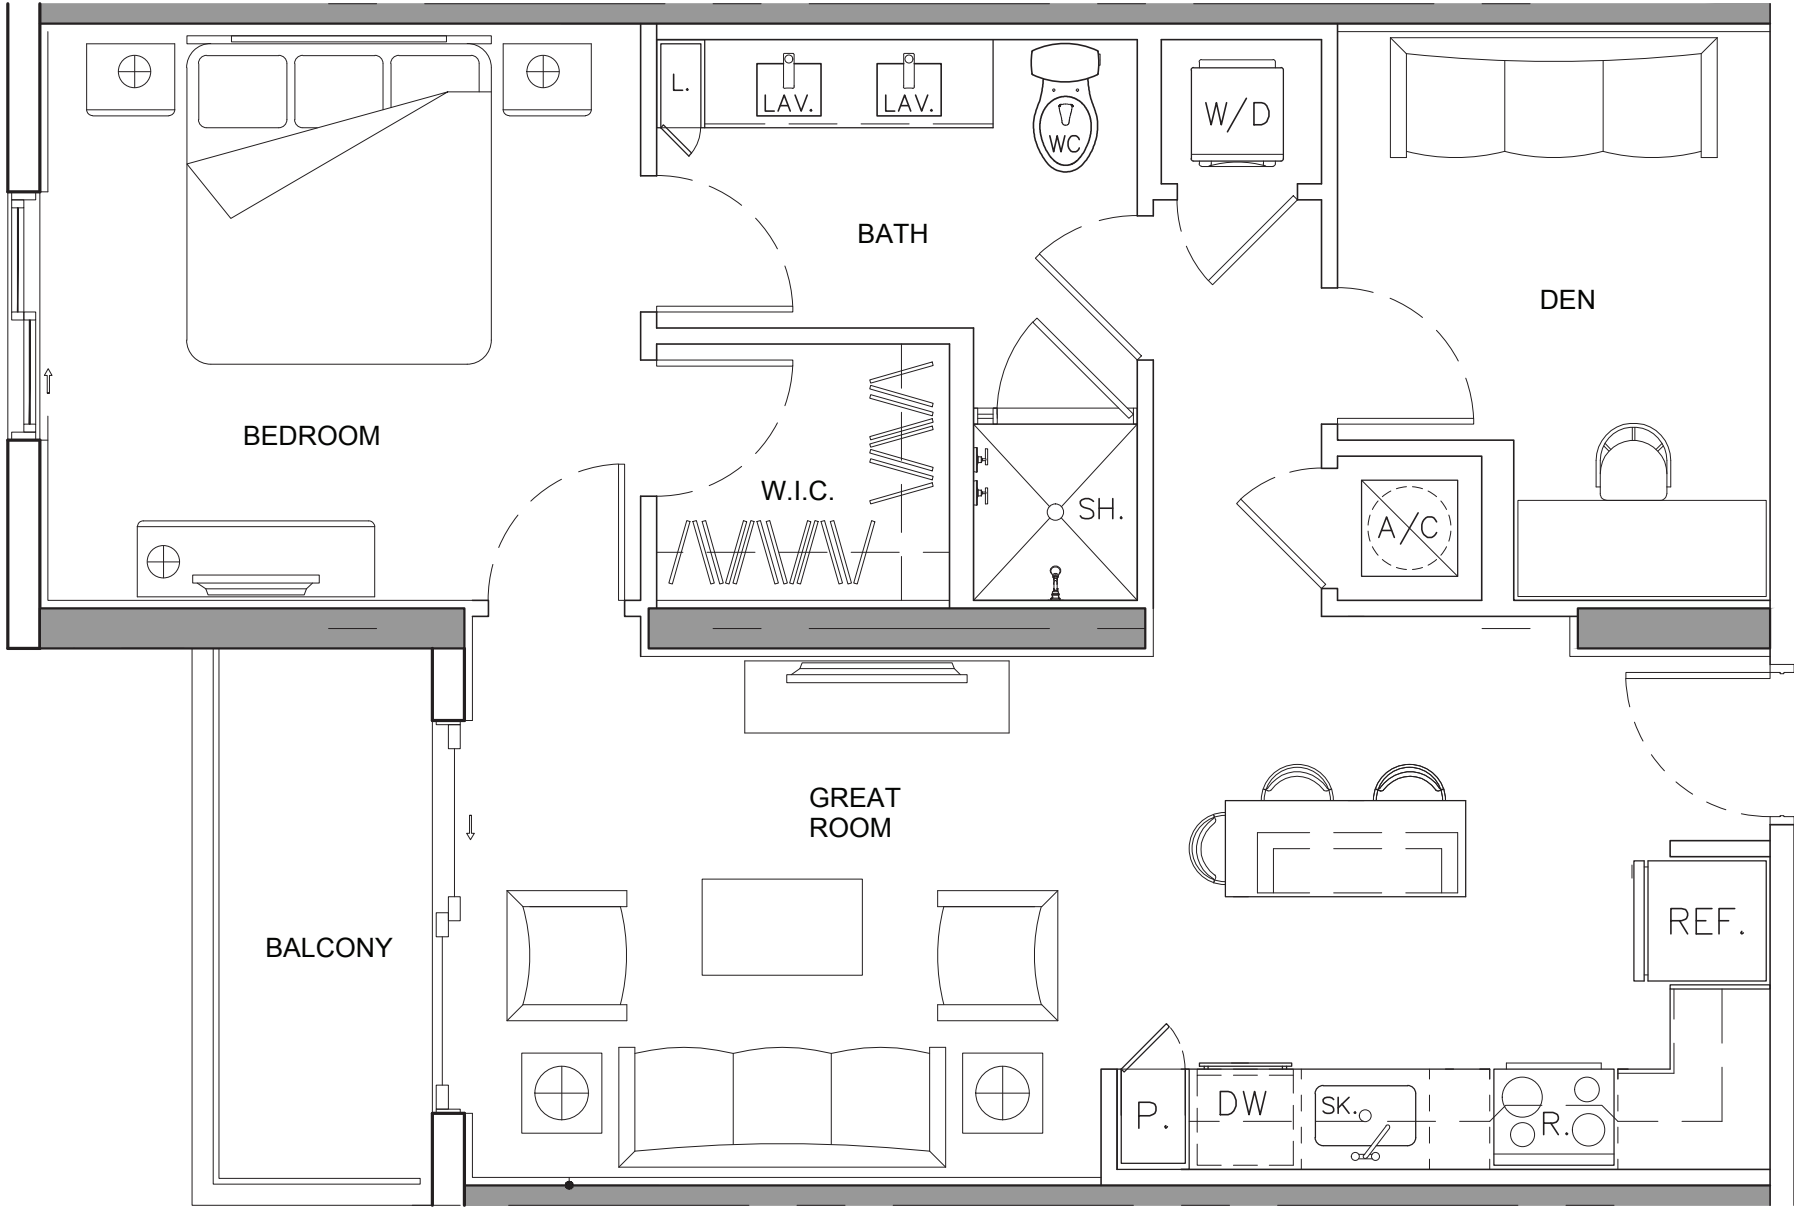 L.
LAV.
LAV.
WC
W/D
BATH
DEN
BEDROOM
W.I.C.
SH.
A/C
GREAT
ROOM
BALCONY
REF.
P.
DW
SK.
R.